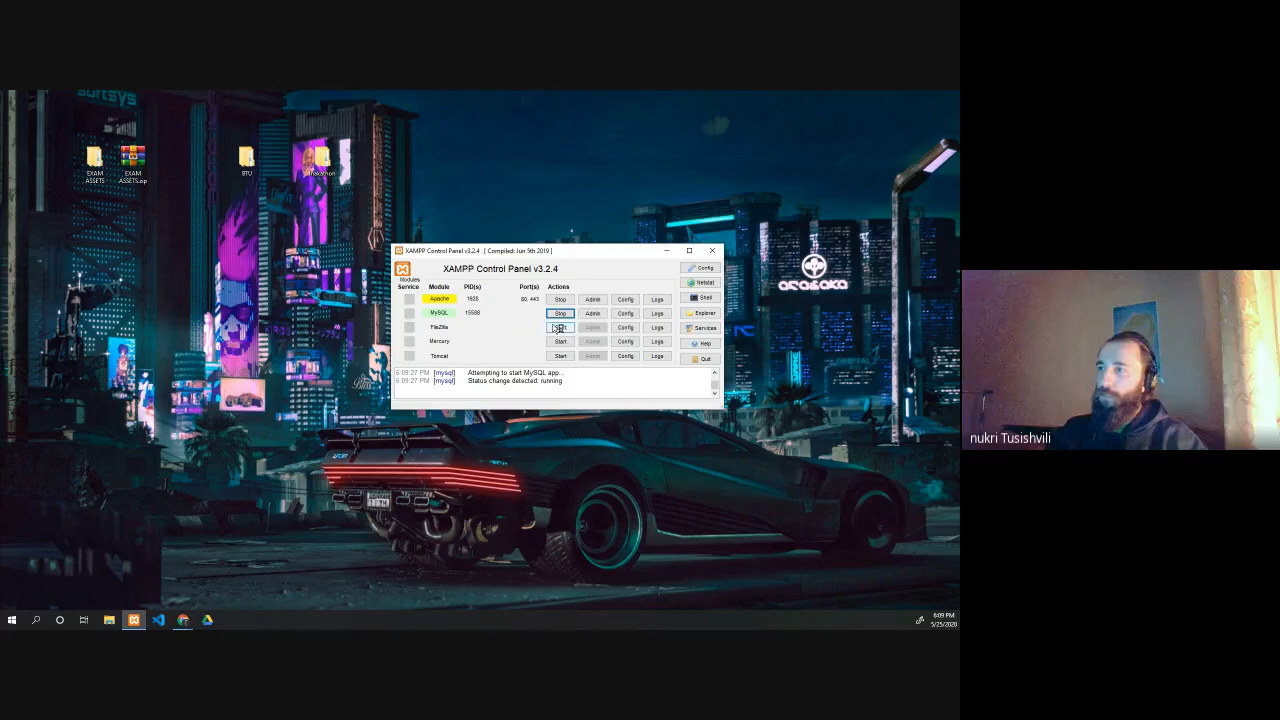 softsys
EXAM ASSETS
EXAM ASSETS.zip
BTU
hakathon
arasaka
XAMPP Control Panel v3.2.4 [ Compiled: Jun 5th 2019 ]
XAMPP Control Panel v3.2.4
Config
Modules
Service Module PID(s) Port(s) Actions
Netstat
Apache 1928 80, 443 Stop Admin Config Logs
Shell
MySQL 15588 Stop Admin Config Logs
Explorer
FileZilla Admin Config Logs
Services
Mercury Start Admin Config Logs
Help
Tomcat Start Admin Config Logs
Quit
6:09:27 PM [mysql] Attempting to start MySQL app...
6:09:27 PM [mysql] Status change detected: running
nukri Tusishvili
6:09 PM
5/25/2020